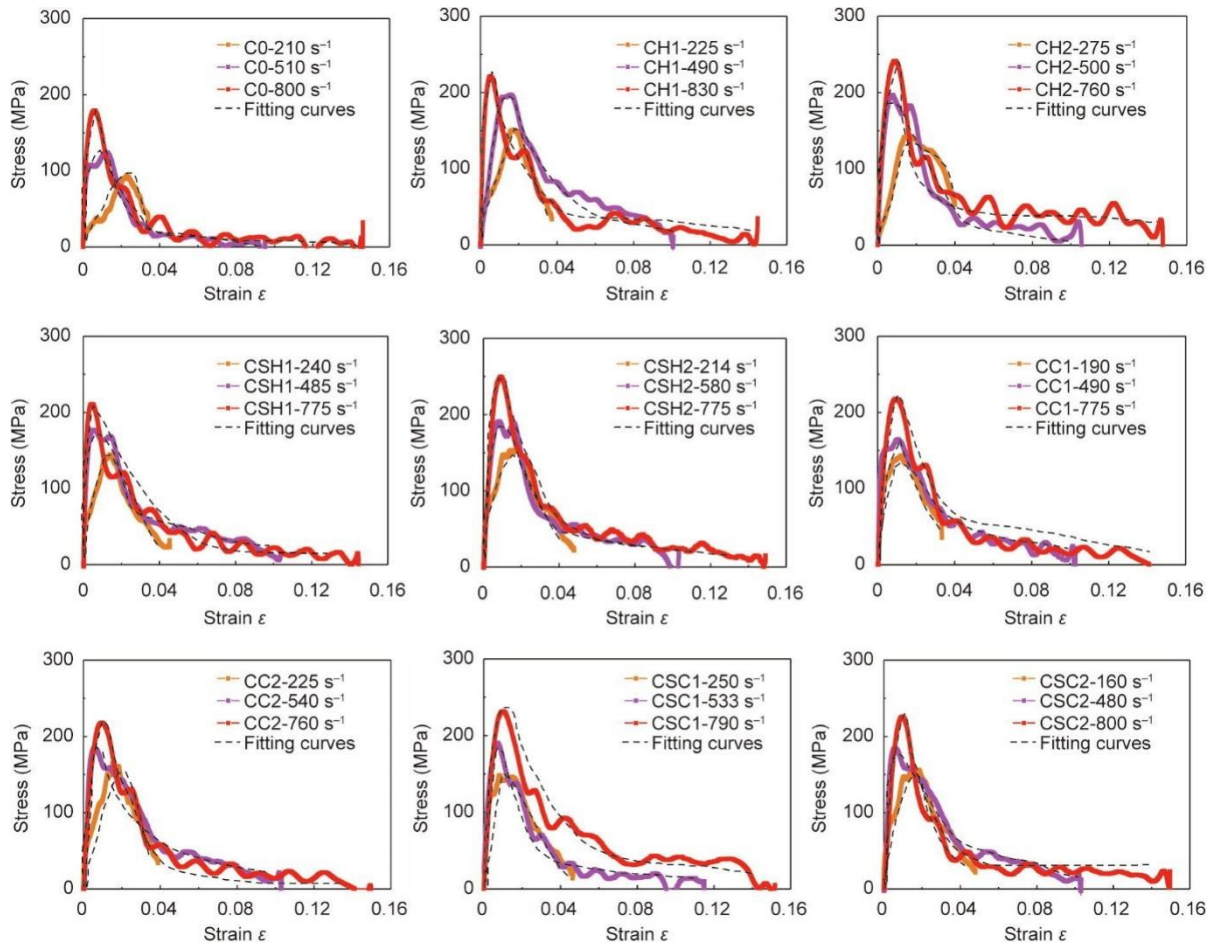 300
C0-210 s⁻¹
C0-510 s⁻¹
C0-800 s⁻¹
Fitting curves
200
100
0
Stress (MPa)
0 0.04 0.08 0.12 0.16
Strain ε
300
CH1-225 s⁻¹
CH1-490 s⁻¹
CH1-830 s⁻¹
Fitting curves
200
100
0
Stress (MPa)
0 0.04 0.08 0.12 0.16
Strain ε
300
CH2-275 s⁻¹
CH2-500 s⁻¹
CH2-760 s⁻¹
Fitting curves
200
100
0
Stress (MPa)
0 0.04 0.08 0.12 0.16
Strain ε
300
CSH1-240 s⁻¹
CSH1-485 s⁻¹
CSH1-775 s⁻¹
Fitting curves
200
100
0
Stress (MPa)
0 0.04 0.08 0.12 0.16
Strain ε
300
CSH2-214 s⁻¹
CSH2-580 s⁻¹
CSH2-775 s⁻¹
Fitting curves
200
100
0
Stress (MPa)
0 0.04 0.08 0.12 0.16
Strain ε
300
CC1-190 s⁻¹
CC1-490 s⁻¹
CC1-775 s⁻¹
Fitting curves
200
100
0
Stress (MPa)
0 0.04 0.08 0.12 0.16
Strain ε
300
CC2-225 s⁻¹
CC2-540 s⁻¹
CC2-760 s⁻¹
Fitting curves
200
100
0
Stress (MPa)
0 0.04 0.08 0.12 0.16
Strain ε
300
CSC1-250 s⁻¹
CSC1-533 s⁻¹
CSC1-790 s⁻¹
Fitting curves
200
100
0
Stress (MPa)
0 0.04 0.08 0.12 0.16
Strain ε
300
CSC2-160 s⁻¹
CSC2-480 s⁻¹
CSC2-800 s⁻¹
Fitting curves
200
100
0
Stress (MPa)
0 0.04 0.08 0.12 0.16
Strain ε